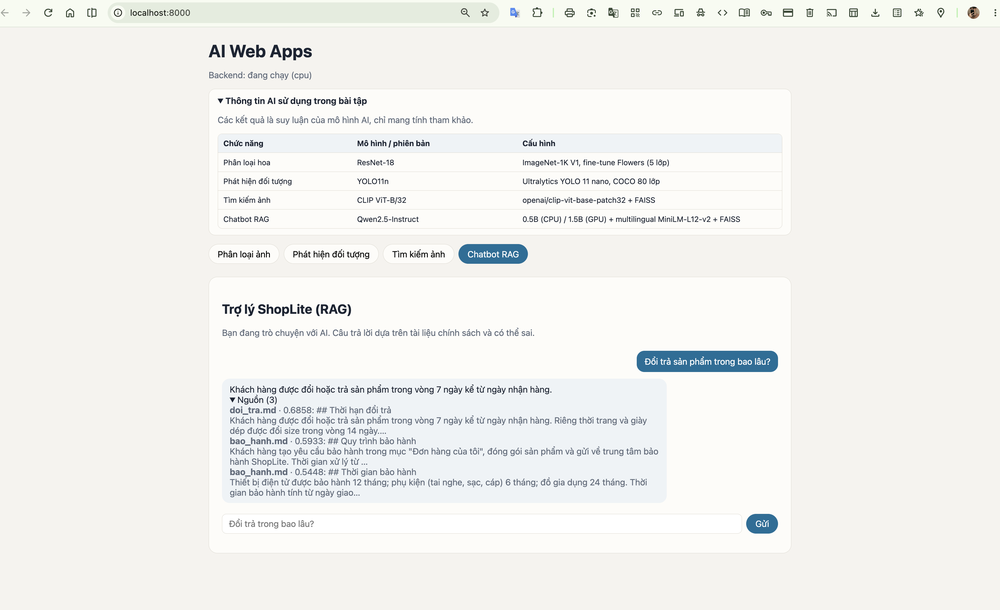 localhost:8000
AI Web Apps
Backend: đang chạy (cpu)
▼ Thông tin AI sử dụng trong bài tập
Các kết quả là suy luận của mô hình AI, chỉ mang tính tham khảo.
Chức năng Mô hình / phiên bản Cấu hình
Phân loại hoa ResNet-18 ImageNet-1K V1, fine-tune Flowers (5 lớp)
Phát hiện đối tượng YOLO11n Ultralytics YOLO 11 nano, COCO 80 lớp
Tìm kiếm ảnh CLIP ViT-B/32 openai/clip-vit-base-patch32 + FAISS
Chatbot RAG Qwen2.5-Instruct 0.5B (CPU) / 1.5B (GPU) + multilingual MiniLM-L12-v2 + FAISS
Phân loại ảnh Phát hiện đối tượng Tìm kiếm ảnh Chatbot RAG
Trợ lý ShopLite (RAG)
Bạn đang trò chuyện với AI. Câu trả lời dựa trên tài liệu chính sách và có thể sai.
Đổi trả sản phẩm trong bao lâu?
Khách hàng được đổi hoặc trả sản phẩm trong vòng 7 ngày kể từ ngày nhận hàng.
▼ Nguồn (3)
doi_tra.md · 0.6858: ## Thời hạn đổi trả
Khách hàng được đổi hoặc trả sản phẩm trong vòng 7 ngày kể từ ngày nhận hàng. Riêng thời trang và giày
dép được đổi size trong vòng 14 ngày....
bao_hanh.md · 0.5933: ## Quy trình bảo hành
Khách hàng tạo yêu cầu bảo hành trong mục "Đơn hàng của tôi", đóng gói sản phẩm và gửi về trung tâm bảo
hành ShopLite. Thời gian xử lý từ ...
bao_hanh.md · 0.5448: ## Thời gian bảo hành
Thiết bị điện tử được bảo hành 12 tháng; phụ kiện (tai nghe, sạc, cáp) 6 tháng; đồ gia dụng 24 tháng. Thời
gian bảo hành tính từ ngày giao...
Đổi trả trong bao lâu? Gửi